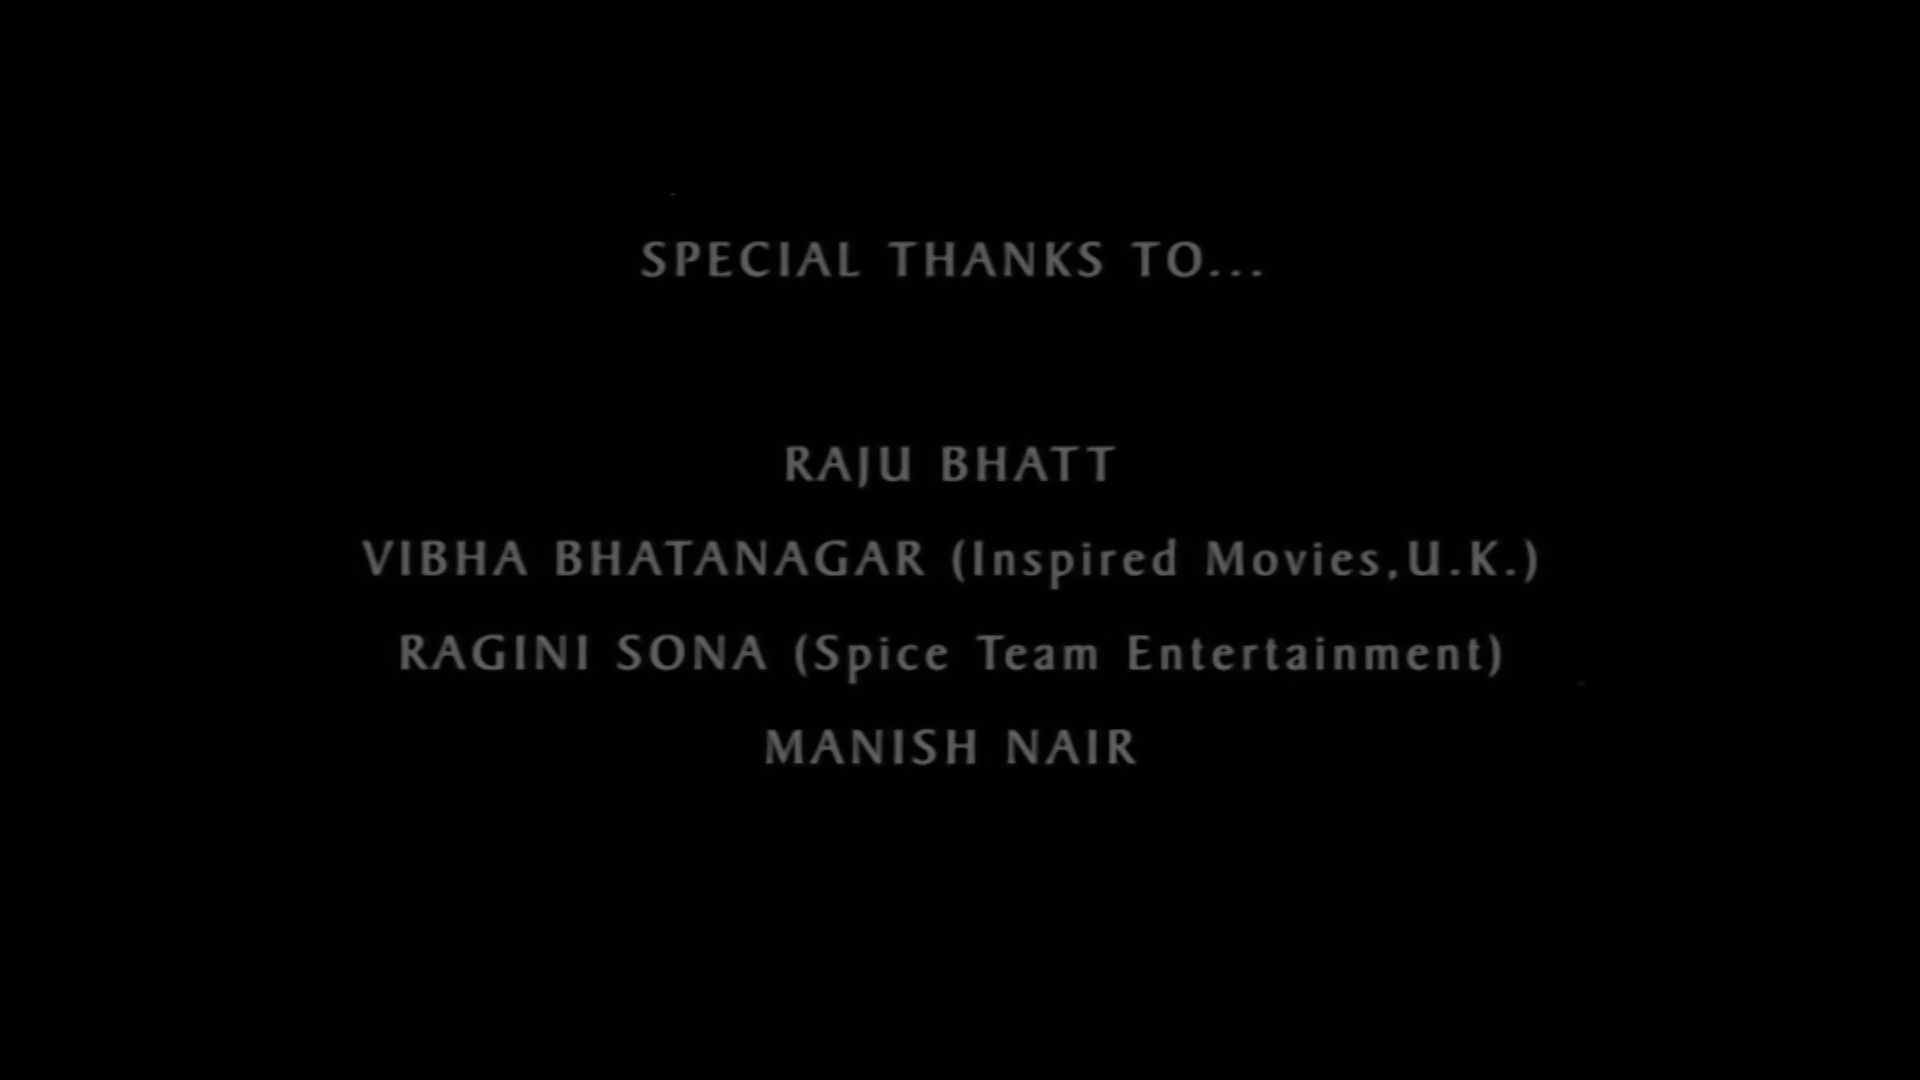 SPECIAL THANKS TO...
RAJU BHATT
VIBHA BHATANAGAR (Inspired Movies,U.K.)
RAGINI SONA (Spice Team Entertainment)
MANISH NAIR